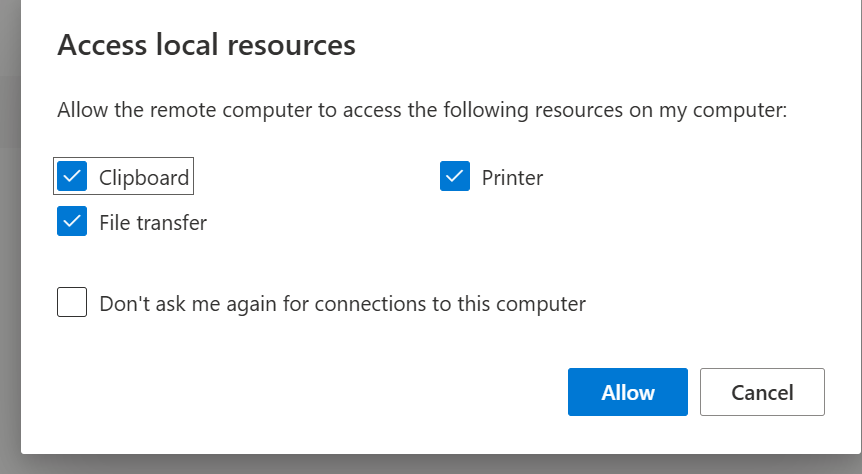 Access local resources
Allow the remote computer to access the following resources on my computer:
Clipboard
Printer
File transfer
Don't ask me again for connections to this computer
Allow
Cancel